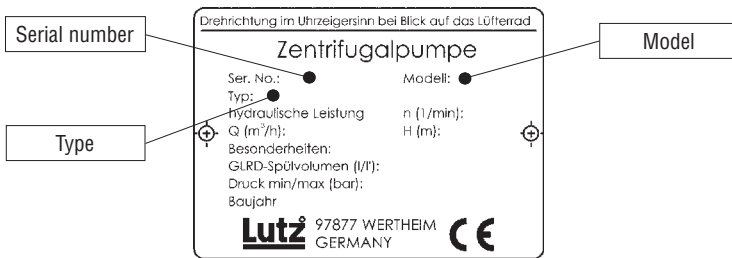 Serial number
Model
Type
Drehrichtung im Uhrzeigersinn bei Blick auf das Lüfterrad
Zentrifugalpumpe
Ser. No.: Modell:
Typ:
hydraulische Leistung n (1/min):
Q (m³/h): H (m):
Besonderheiten:
GLRD-Spülvolumen (l/l'):
Druck min/max (bar):
Baujahr
Lutz 97877 WERTHEIM
GERMANY CE